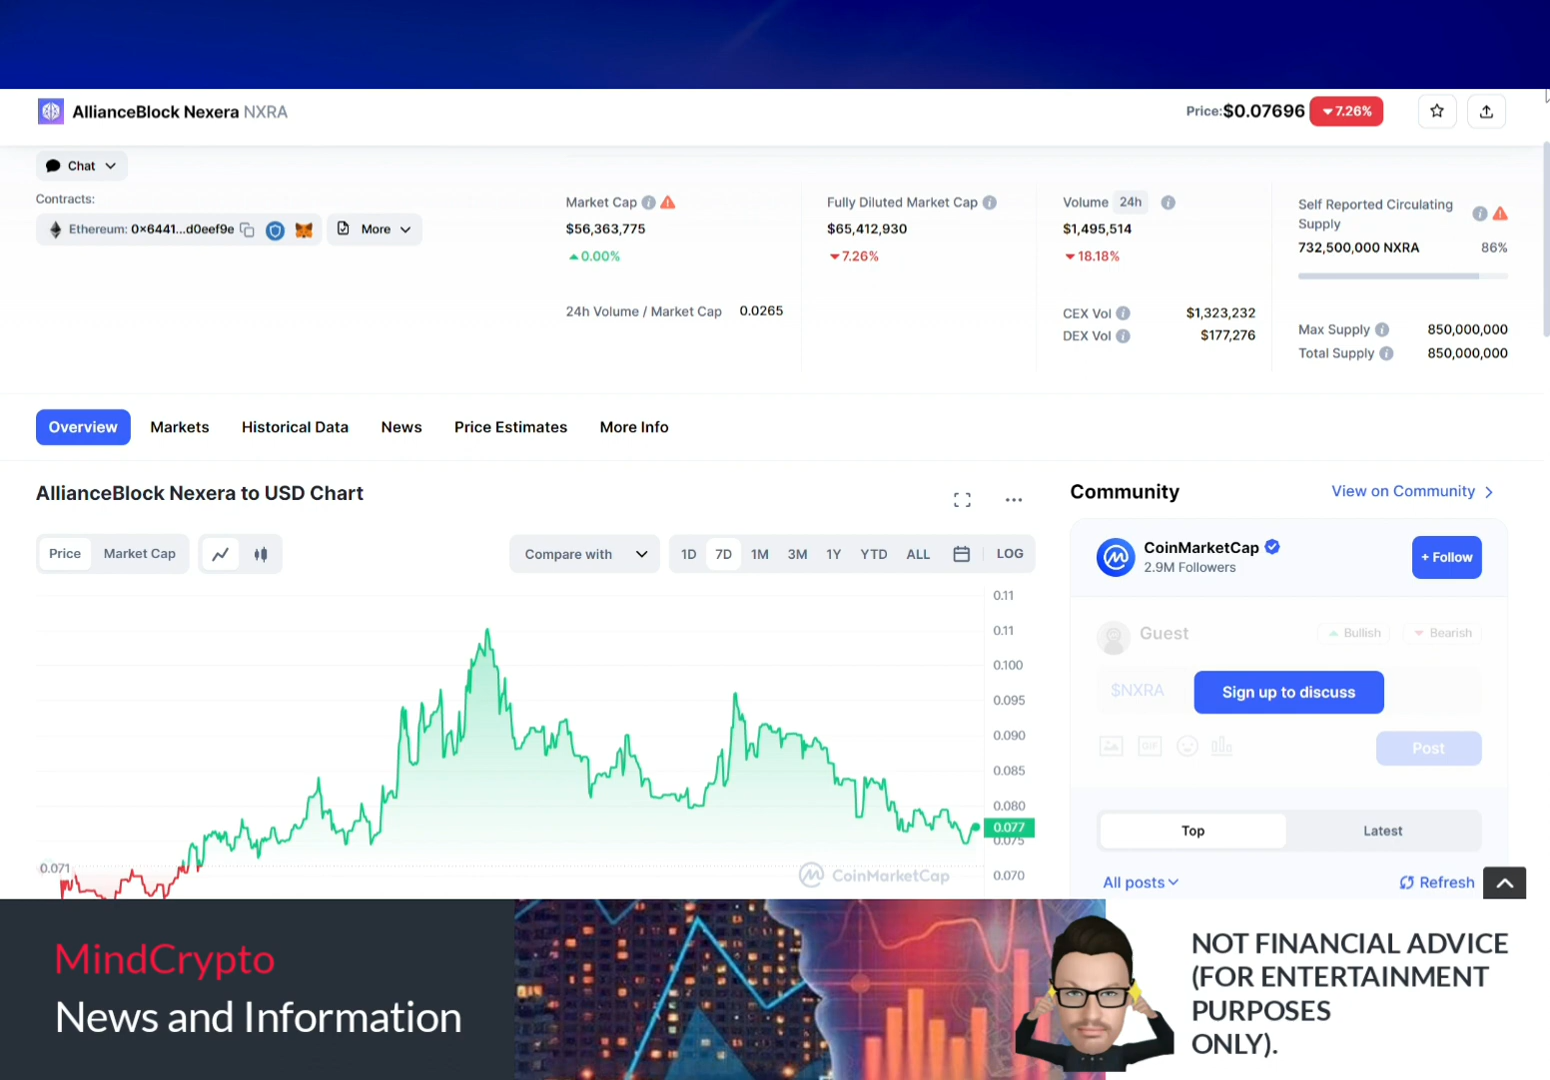 AllianceBlock Nexera NXRA
Price:$0.07696 7.26%
Chat
Contracts:
Ethereum: 0x6441...d0eef9e
More
Market Cap
$56,363,775
0.00%
24h Volume / Market Cap 0.0265
Fully Diluted Market Cap
$65,412,930
7.26%
Volume 24h
$1,495,514
18.18%
CEX Vol $1,323,232
DEX Vol $177,276
Self Reported Circulating
Supply
732,500,000 NXRA 86%
Max Supply 850,000,000
Total Supply 850,000,000
Overview Markets Historical Data News Price Estimates More Info
AllianceBlock Nexera to USD Chart
Price Market Cap
Compare with
1D 7D 1M 3M 1Y YTD ALL LOG
0.11
0.11
0.100
0.095
0.090
0.085
0.080
0.077
0.075
0.070
0.071
CoinMarketCap
Community
View on Community
CoinMarketCap
2.9M Followers
+ Follow
Guest
Bullish Bearish
$NXRA
Sign up to discuss
GIF
Post
Top Latest
All posts
Refresh
MindCrypto
News and Information
NOT FINANCIAL ADVICE
(FOR ENTERTAINMENT
PURPOSES
ONLY).